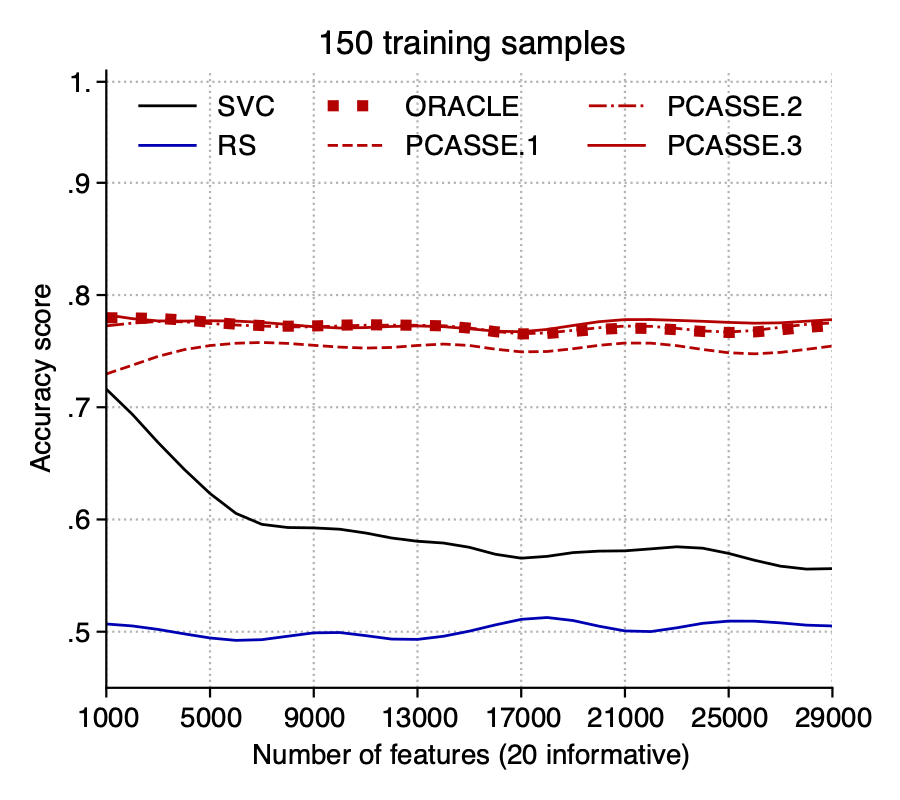 150 training samples
1.
.9
.8
.7
.6
.5
Accuracy score
SVC ORACLE PCASSE.2
RS PCASSE.1 PCASSE.3
1000 5000 9000 13000 17000 21000 25000 29000
Number of features (20 informative)